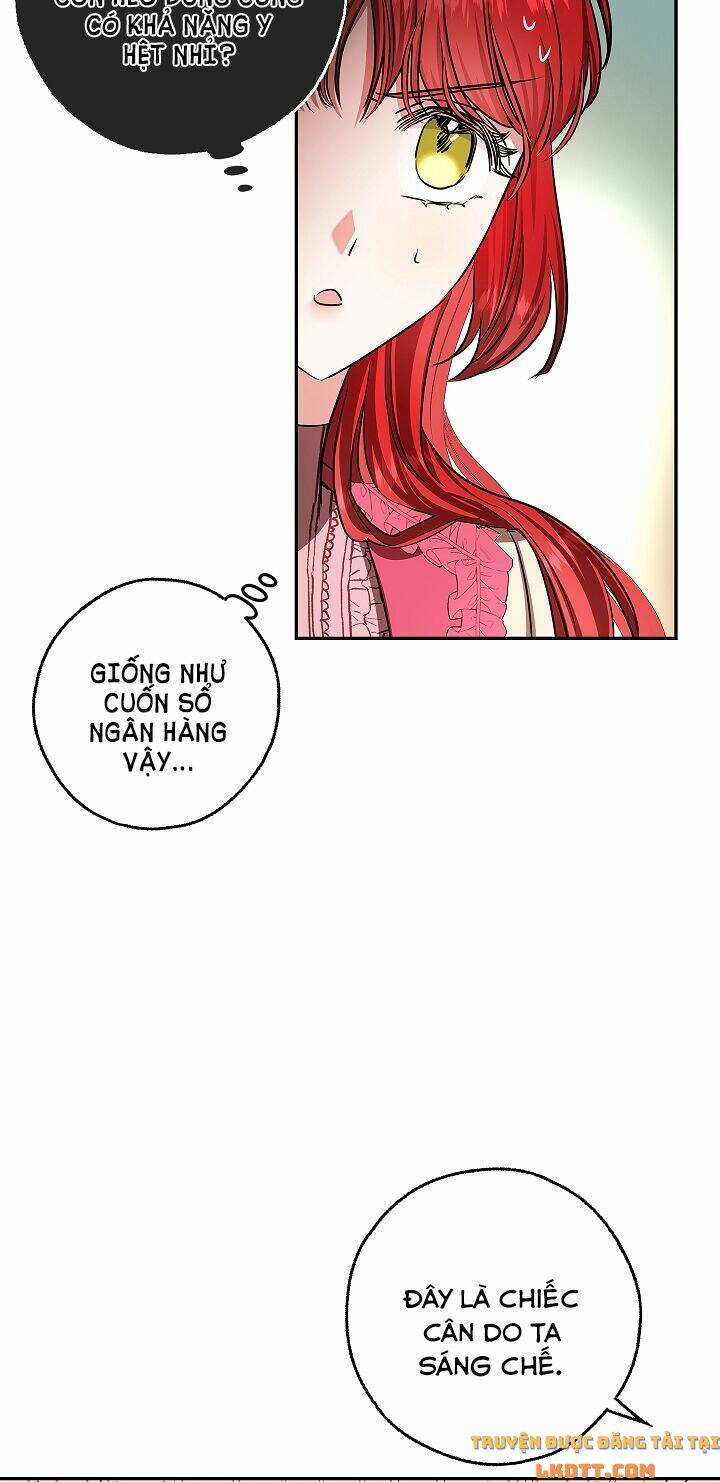 CÓ KHẢ NĂNG Y
HỆT NHỈ?
GIỐNG NHƯ
CUỐN SỔ
NGÂN HÀNG
VẬY...
ĐÂY LÀ CHIẾC
CÂN DO TA
SÁNG CHẾ.
TRUYỆN ĐƯỢC ĐĂNG TẢI TẠI
LKDTT.COM